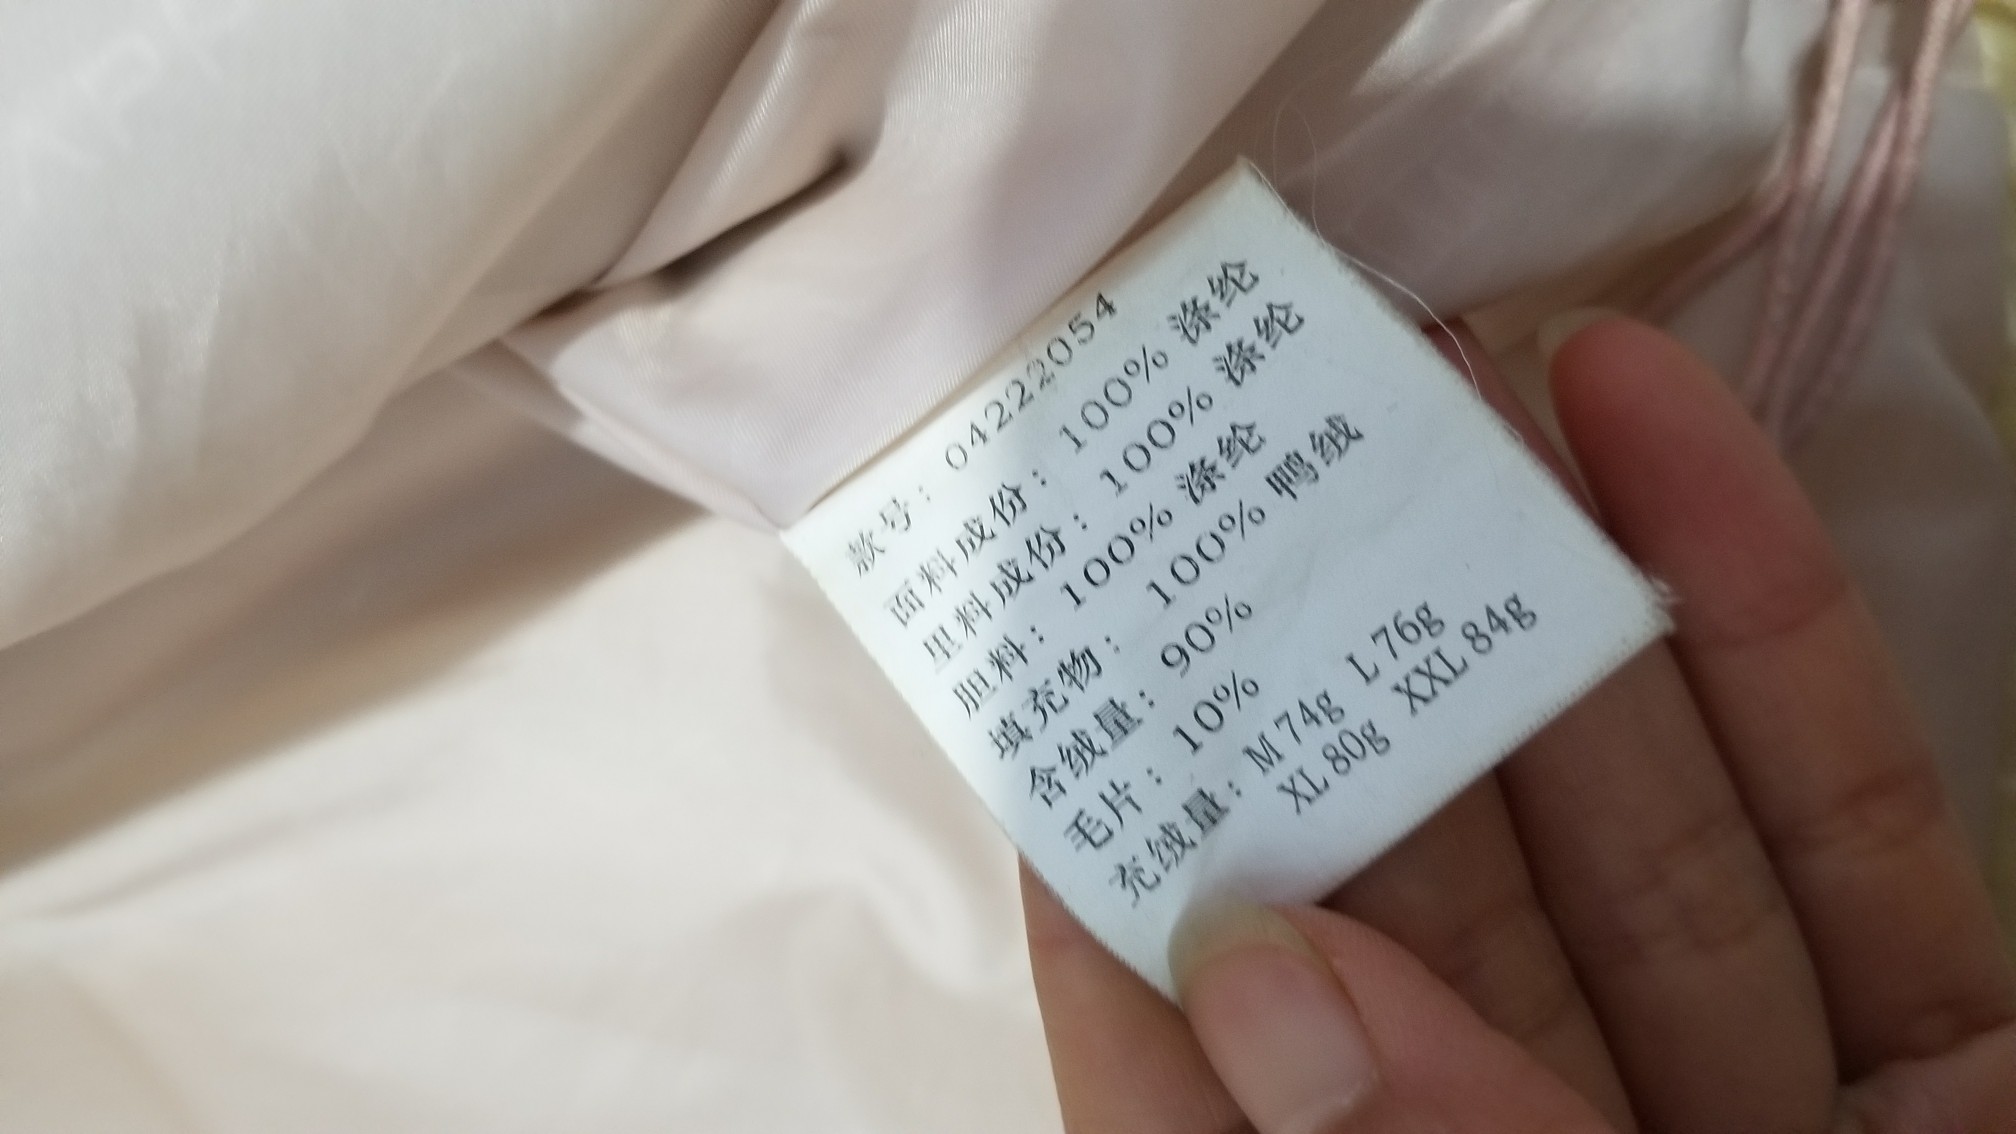 款号：04222054
面料成份：100% 涤纶
里料成份：100% 涤纶
胆料：100% 涤纶
填充物：100% 鸭绒
含绒量：90%
毛片：10%
充绒量：M 74g L 76g
XL 80g XXL 84g